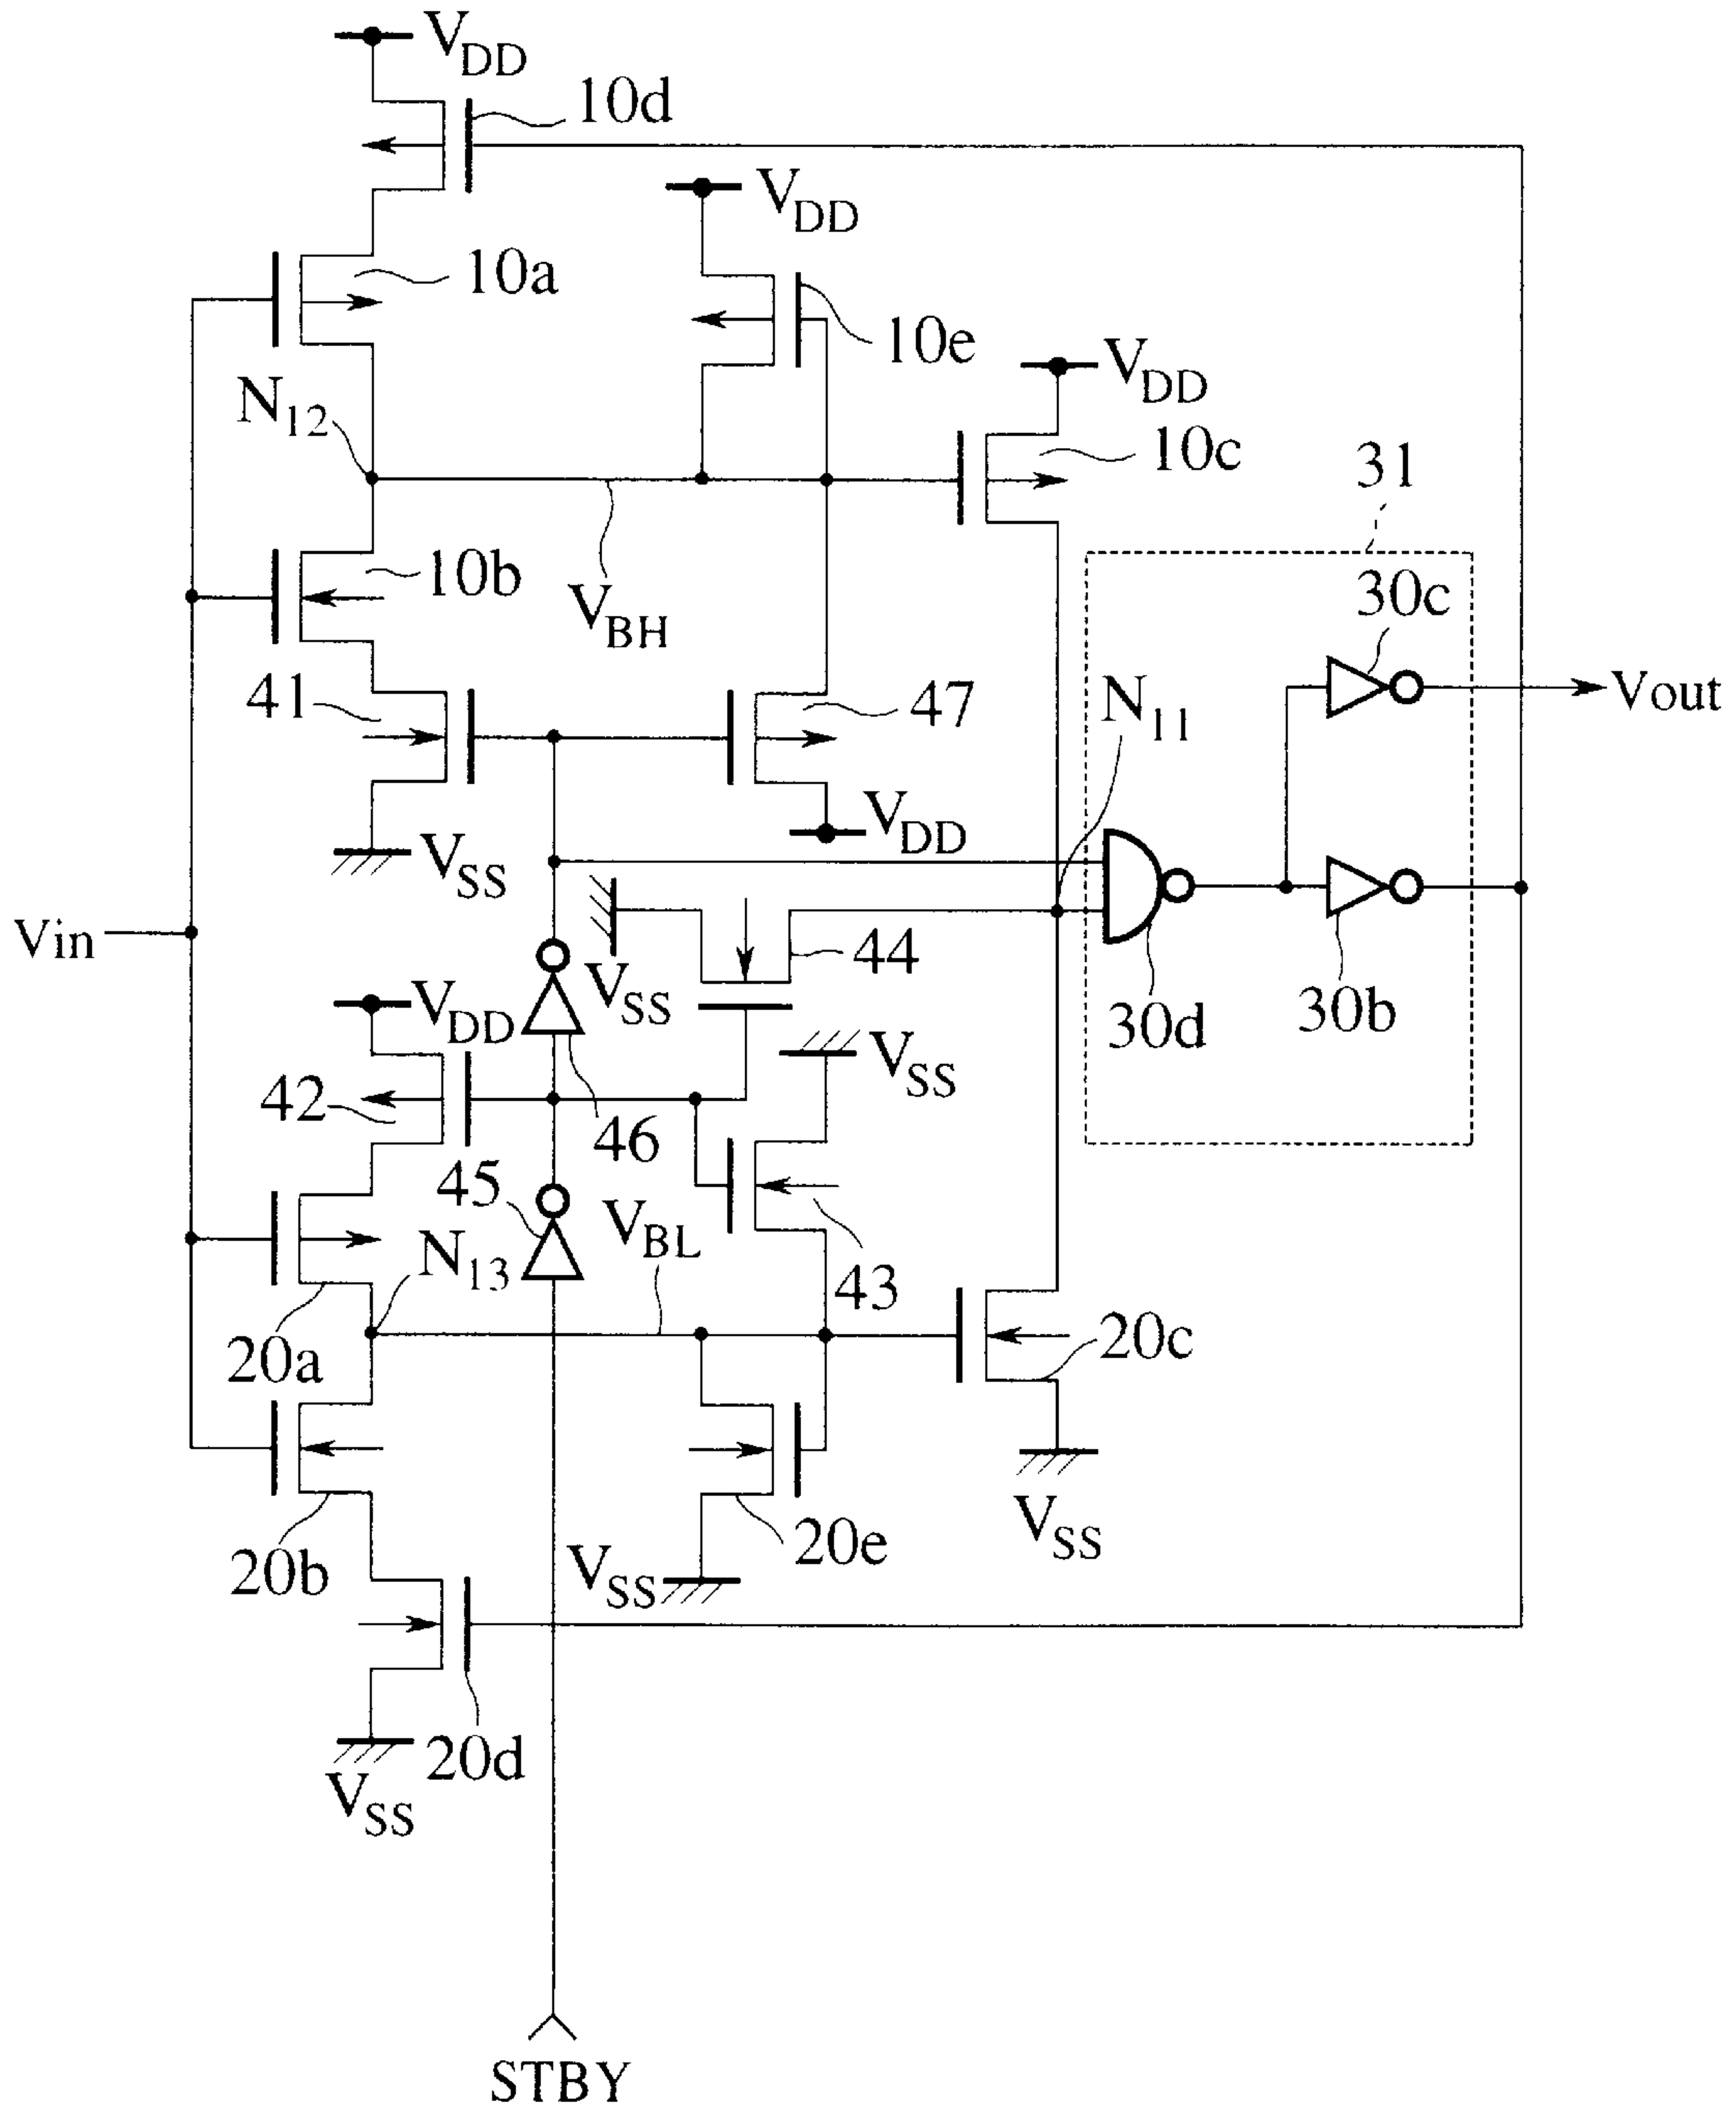 VDD
10d
VDD
10a
10e
N12
VDD
10c
31
10b
30c
VBH
41
47
N11
Vout
VDD
VSS
Vin
44
VSS
VDD
30d
30b
VSS
42
46
45
VBL
N13
43
20a
20c
20b
20e
VSS
VSS
20d
VSS
STBY